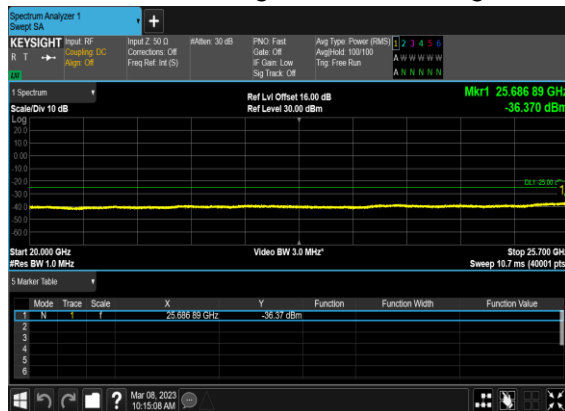 Spectrum Analyzer 1
Swept SA
KEYSIGHT Input: RF Input Z: 50 Ω #Atten: 30 dB PNO: Fast Avg Type: Power (RMS) 1 2 3 4 5 6
R T Coupling: DC Corrections: Off Gate: Off Avg|Hold: 100/100 A W W W W W
Align: Off Freq Ref: Int (S) IF Gain: Low Trig: Free Run
Sig Track: Off A N N N N N
1 Spectrum Ref Lvl Offset 16.00 dB Mkr1 25.686 89 GHz
Scale/Div 10 dB Ref Level 30.00 dBm -36.370 dBm
Log
20.0
10.0
0.00
-10.0
-20.0
DL1 -25.00
-30.0
1
-40.0
-50.0
-60.0
Start 20.000 GHz Video BW 3.0 MHz* Stop 25.700 GHz
#Res BW 1.0 MHz Sweep 10.7 ms (40001 pts
5 Marker Table
Mode Trace Scale X Y Function Function Width Function Value
1 N 1 f 25.686 89 GHz -36.37 dBm
2
3
4
5
6
? Mar 08, 2023
10:15:08 AM